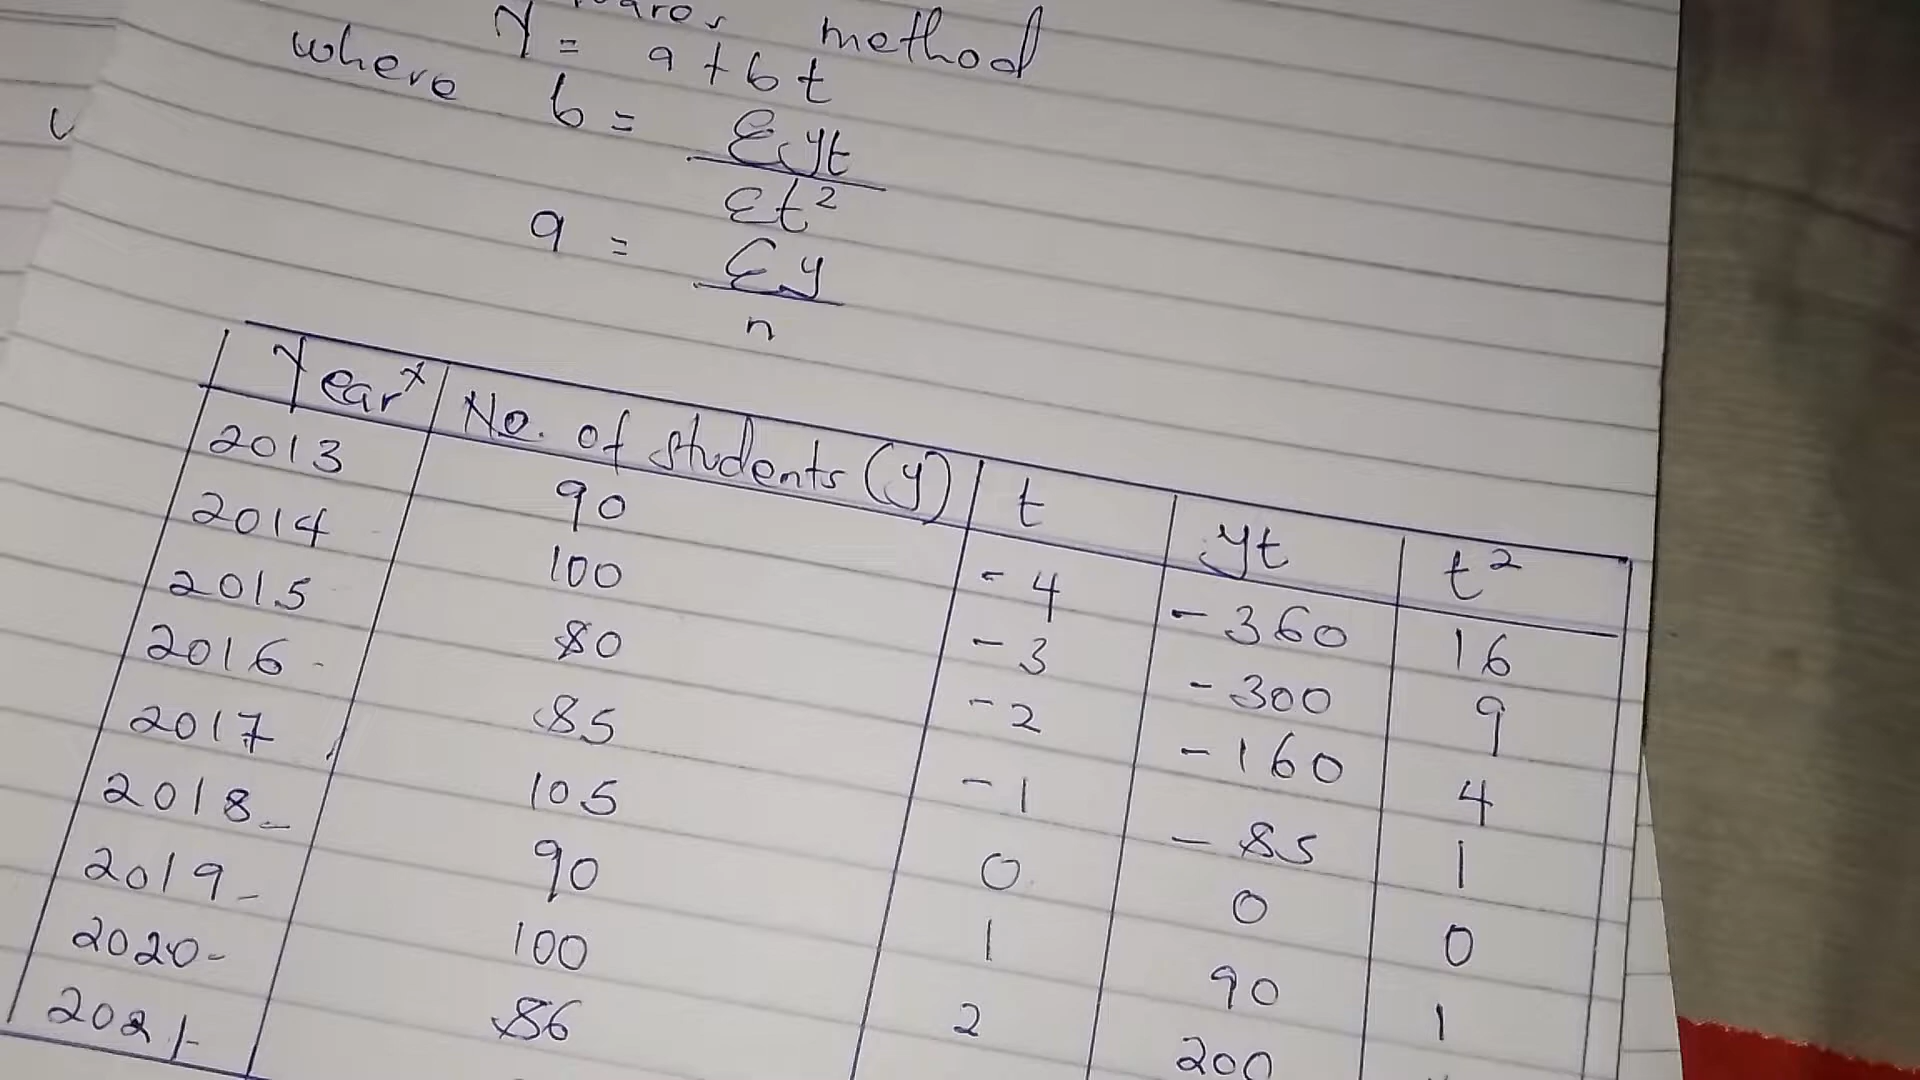 method
Y = a + bt
where b = Σyt
Σt²
a = Σy
n
Year x No. of students (y) t yt t²
2013 90 -4 -360 16
2014 100 -3 -300 9
2015 80 -2 -160 4
2016 85 -1 -85 1
2017 105 0 0 0
2018 90 1 90 1
2019 100 2 200
2020 86
2021